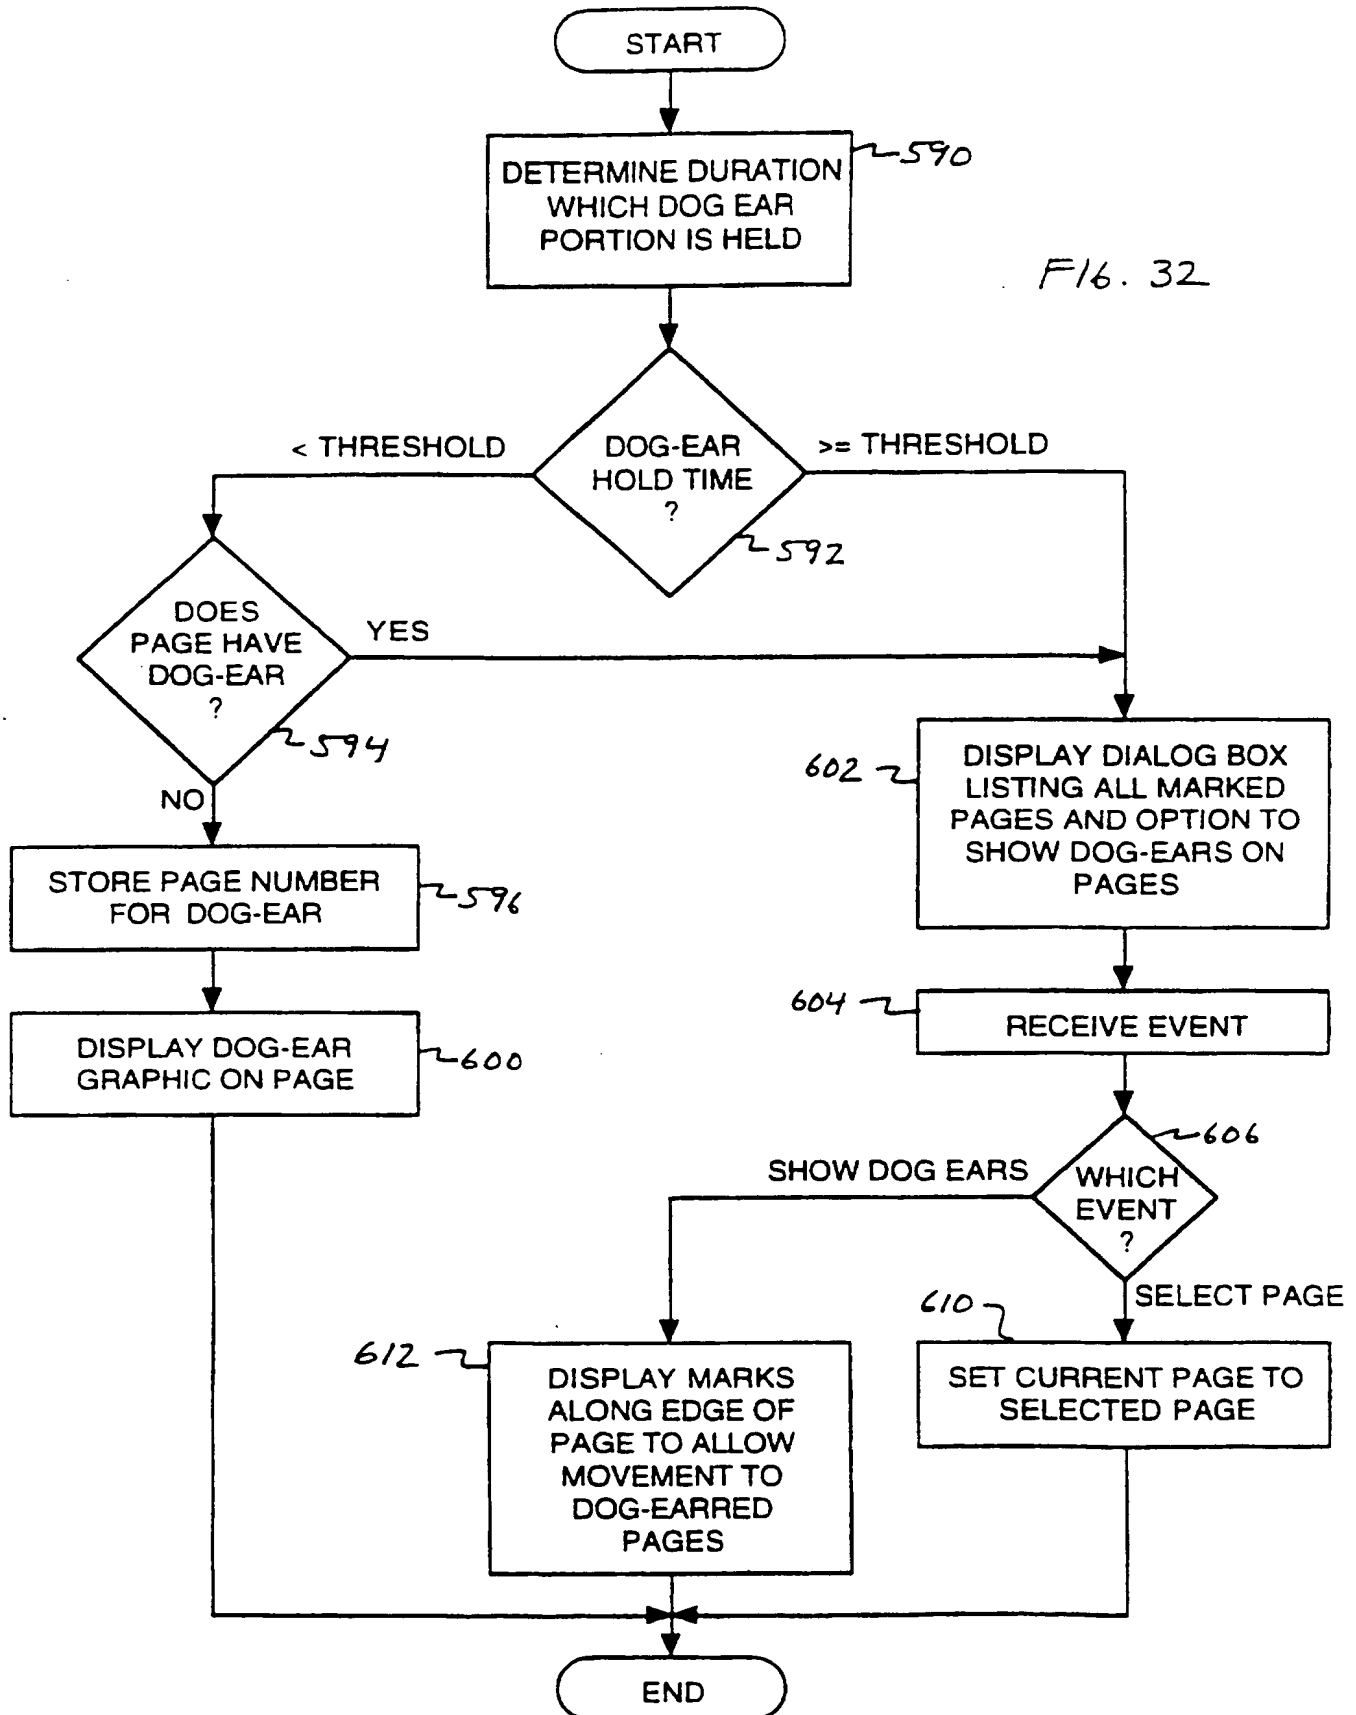 START
DETERMINE DURATION
WHICH DOG EAR
PORTION IS HELD
590
FIG. 32
< THRESHOLD
DOG-EAR
HOLD TIME
?
>= THRESHOLD
592
DOES
PAGE HAVE
DOG-EAR
?
YES
594
NO
602
DISPLAY DIALOG BOX
LISTING ALL MARKED
PAGES AND OPTION TO
SHOW DOG-EARS ON
PAGES
STORE PAGE NUMBER
FOR DOG-EAR
596
604
RECEIVE EVENT
DISPLAY DOG-EAR
GRAPHIC ON PAGE
600
606
SHOW DOG EARS
WHICH
EVENT
?
SELECT PAGE
610
612
DISPLAY MARKS
ALONG EDGE OF
PAGE TO ALLOW
MOVEMENT TO
DOG-EARRED
PAGES
SET CURRENT PAGE TO
SELECTED PAGE
END